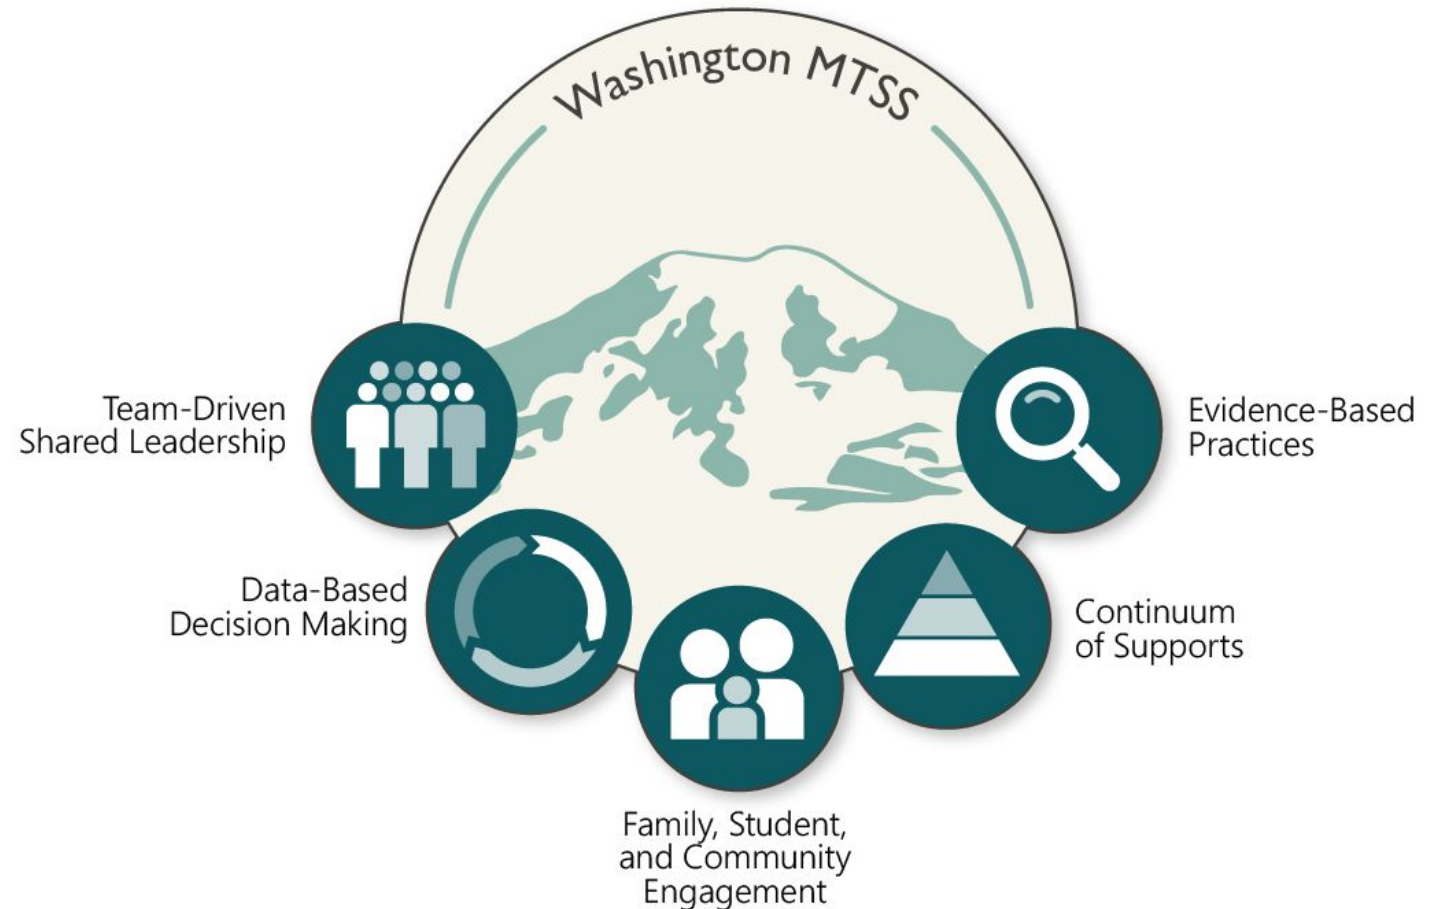 Washington MTSS
Team-Driven
Shared Leadership
Evidence-Based
Practices
Data-Based
Decision Making
Continuum
of Supports
Family, Student,
and Community
Engagement